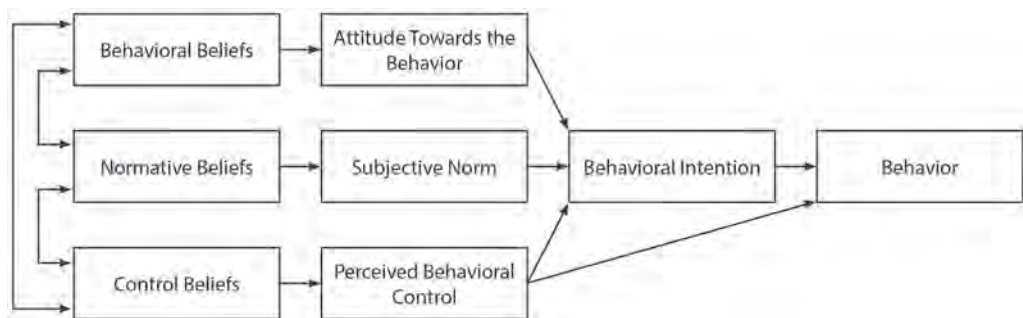 Behavioral Beliefs
Attitude Towards the
Behavior
Normative Beliefs
Subjective Norm
Behavioral Intention
Behavior
Control Beliefs
Perceived Behavioral
Control